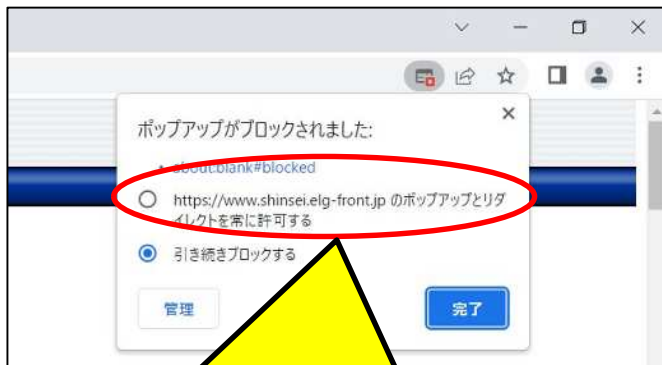 ポップアップがブロックされました:
about:blank#blocked
https://www.shinsei.elg-front.jp のポップアップとリダ
イレクトを常に許可する
引き続きブロックする
管理
完了